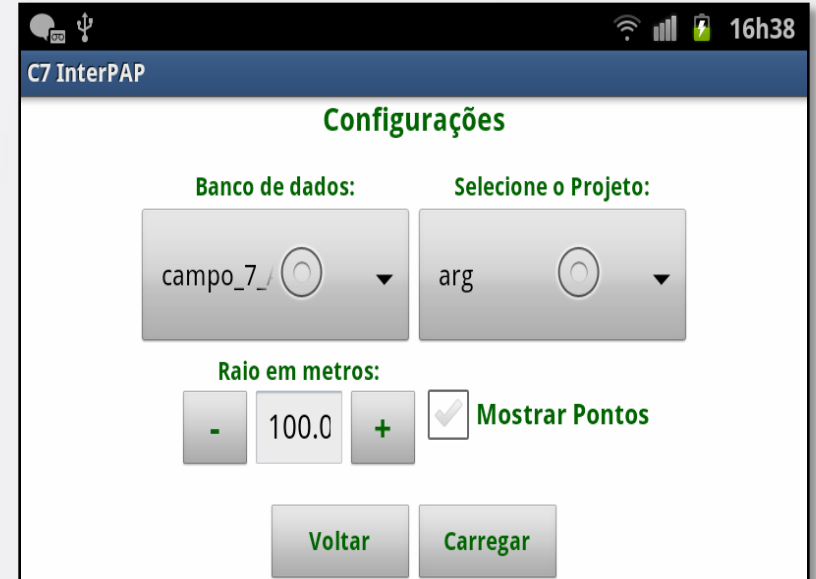 16h38
C7 InterPAP
Configurações
Banco de dados:
Selecione o Projeto:
campo_7_
arg
Raio em metros:
- 100.0 +
Mostrar Pontos
Voltar
Carregar